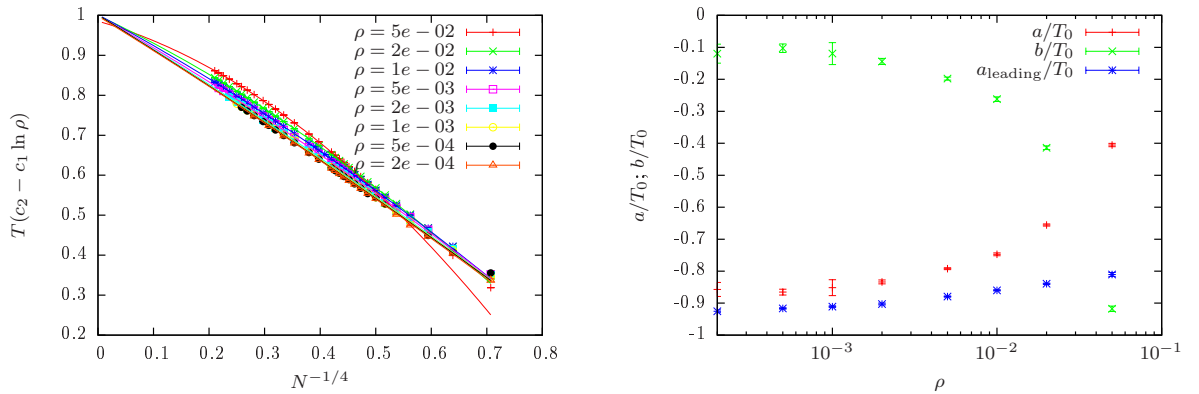 1
0.9
0.8
0.7
0.6
0.5
0.4
0.3
0.2
0
0.1
0.2
0.3
0.4
0.5
0.6
0.7
0.8
T(c₂ − c₁ ln ρ)
N^{−1/4}
ρ = 5e − 02
ρ = 2e − 02
ρ = 1e − 02
ρ = 5e − 03
ρ = 2e − 03
ρ = 1e − 03
ρ = 5e − 04
ρ = 2e − 04
0
-0.1
-0.2
-0.3
-0.4
-0.5
-0.6
-0.7
-0.8
-0.9
-1
10⁻³
10⁻²
10⁻¹
a/T₀; b/T₀
ρ
a/T₀
b/T₀
a_leading/T₀